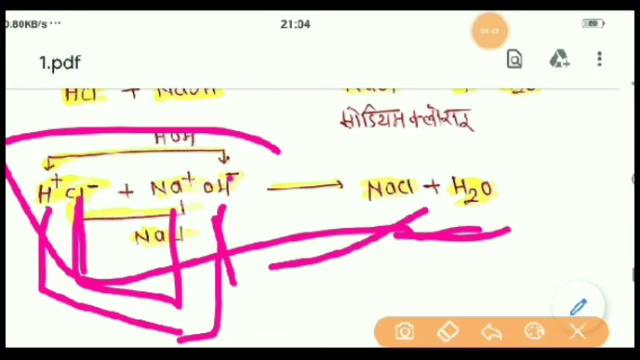 0.80KB/s ...
21:04
1.pdf
HCl + NaOH
सोडियम क्लोराइड
HOH
H⁺ Cl⁻ + Na⁺ OH⁻ ⟶ NaCl + H₂O
NaCl